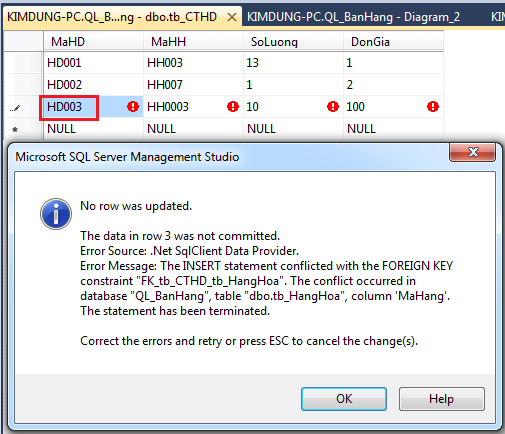 KIMDUNG-PC.QL_B...ng - dbo.tb_CTHD KIMDUNG-PC.QL_BanHang - Diagram_2 KI
MaHD MaHH SoLuong DonGia
HD001 HH003 13 1
HD002 HH007 1 2
HD003 HH0003 10 100
NULL NULL NULL NULL
Microsoft SQL Server Management Studio
No row was updated.
The data in row 3 was not committed.
Error Source: .Net SqlClient Data Provider.
Error Message: The INSERT statement conflicted with the FOREIGN KEY
constraint "FK_tb_CTHD_tb_HangHoa". The conflict occurred in
database "QL_BanHang", table "dbo.tb_HangHoa", column 'MaHang'.
The statement has been terminated.
Correct the errors and retry or press ESC to cancel the change(s).
OK Help